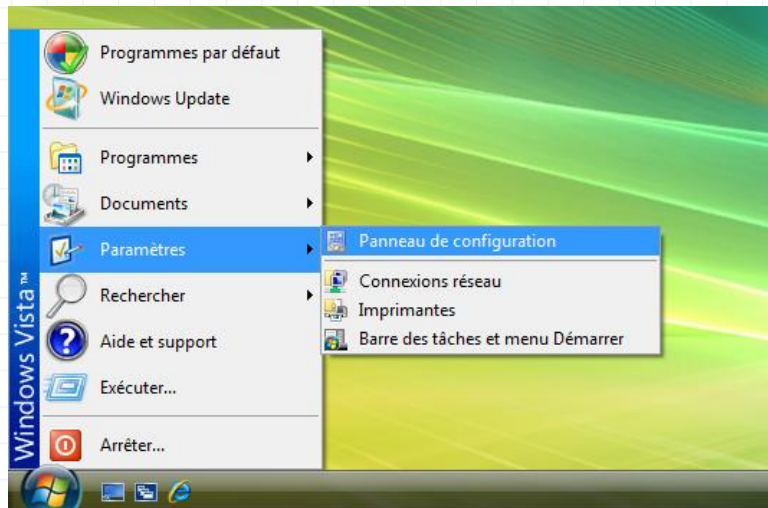 Programmes par défaut
Windows Update
Programmes
Documents
Paramètres
Rechercher
Aide et support
Exécuter...
Arrêter...
Windows Vista™
Panneau de configuration
Connexions réseau
Imprimantes
Barre des tâches et menu Démarrer